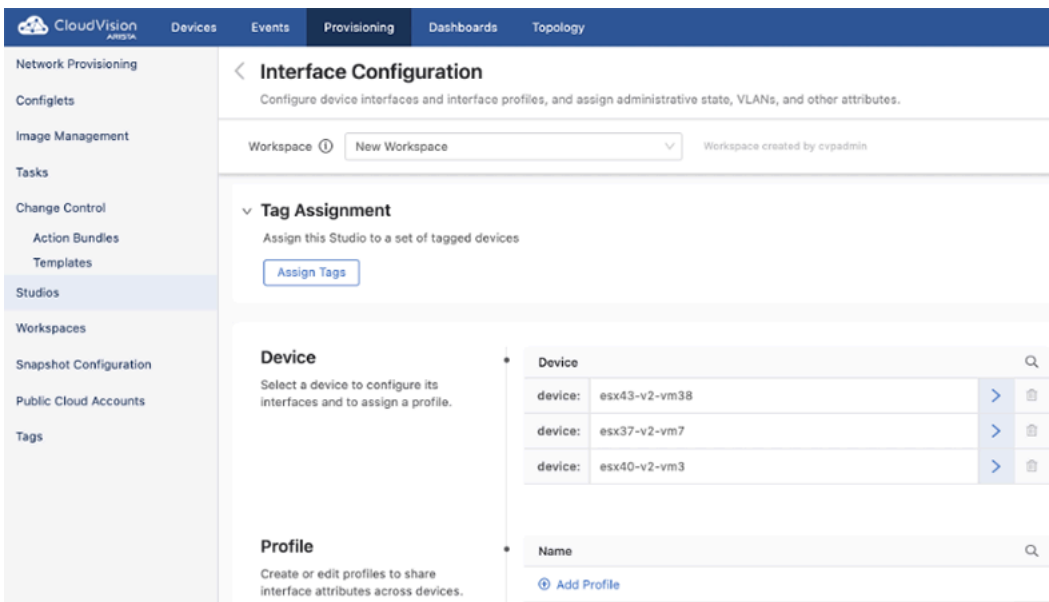 CloudVision
ARISTA
Devices
Events
Provisioning
Dashboards
Topology
Network Provisioning
Configlets
Image Management
Tasks
Change Control
Action Bundles
Templates
Studios
Workspaces
Snapshot Configuration
Public Cloud Accounts
Tags
Interface Configuration
Configure device interfaces and interface profiles, and assign administrative state, VLANs, and other attributes.
Workspace
New Workspace
Workspace created by cvpadmin
Tag Assignment
Assign this Studio to a set of tagged devices
Assign Tags
Device
Select a device to configure its
interfaces and to assign a profile.
Device
device: esx43-v2-vm38
device: esx37-v2-vm7
device: esx40-v2-vm3
Profile
Create or edit profiles to share
interface attributes across devices.
Name
Add Profile